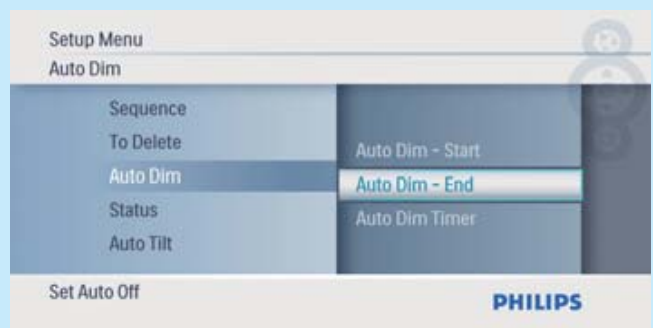 Setup Menu
Auto Dim
Sequence
To Delete
Auto Dim
Status
Auto Tilt
Auto Dim - Start
Auto Dim - End
Auto Dim Timer
Set Auto Off
PHILIPS